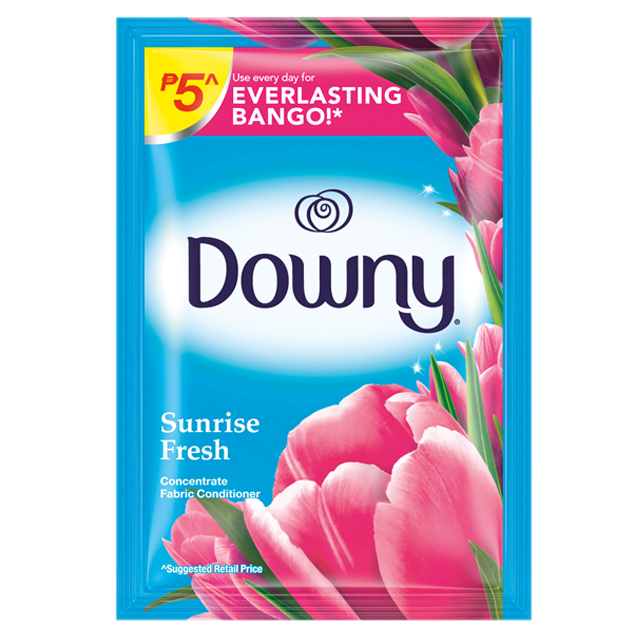 ₱5^
Use every day for
EVERLASTING
BANGO!*
Downy®
Sunrise
Fresh
Concentrate
Fabric Conditioner
^Suggested Retail Price